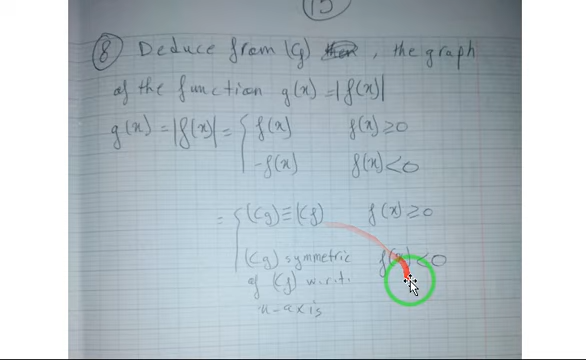 15
8 Deduce from (Cf), the graph
of the function g(x) = |f(x)|
g(x) = |f(x)| = { f(x) f(x) ≥ 0
-f(x) f(x) < 0
= { (Cg) ≡ (Cf) f(x) ≥ 0
(Cg) symmetric f(x) < 0
of (Cf) w.r.t.
x-axis